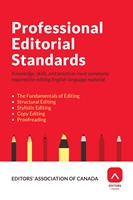 Professional
Editorial
Standards
Knowledge, skills, and practices most commonly
required for editing English-language material
• The Fundamentals of Editing
• Structural Editing
• Stylistic Editing
• Copy Editing
• Proofreading
EDITORS' ASSOCIATION OF CANADA
EDITORS